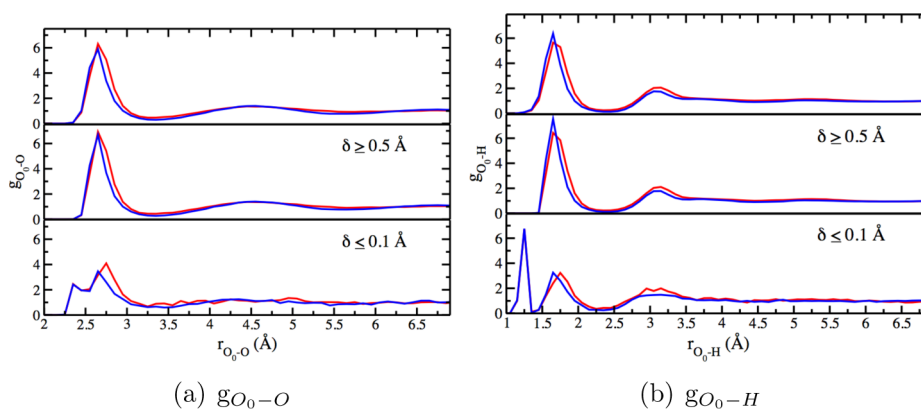 6
4
2
0
g_{O_0-O}
δ ≥ 0.5 Å
6
4
2
0
δ ≤ 0.1 Å
6
4
2
0
2 2.5 3 3.5 4 4.5 5 5.5 6 6.5
r_{O_0-O} (Å)
(a) g_{O_0-O}
6
4
2
0
g_{O_0-H}
δ ≥ 0.5 Å
6
4
2
0
δ ≤ 0.1 Å
6
4
2
0
1 1.5 2 2.5 3 3.5 4 4.5 5 5.5 6 6.5
r_{O_0-H} (Å)
(b) g_{O_0-H}